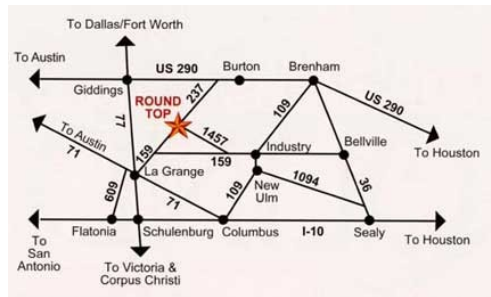 To Dallas/Fort Worth
To Austin
US 290
Burton
Brenham
Giddings
237
ROUND
TOP
109
US 290
77
1457
To Austin
71
159
159
Industry
Bellville
To Houston
La Grange
609
71
109
New
Ulm
1094
36
Flatonia
Schulenburg
Columbus
I-10
Sealy
To
San
Antonio
To Houston
To Victoria &
Corpus Christi